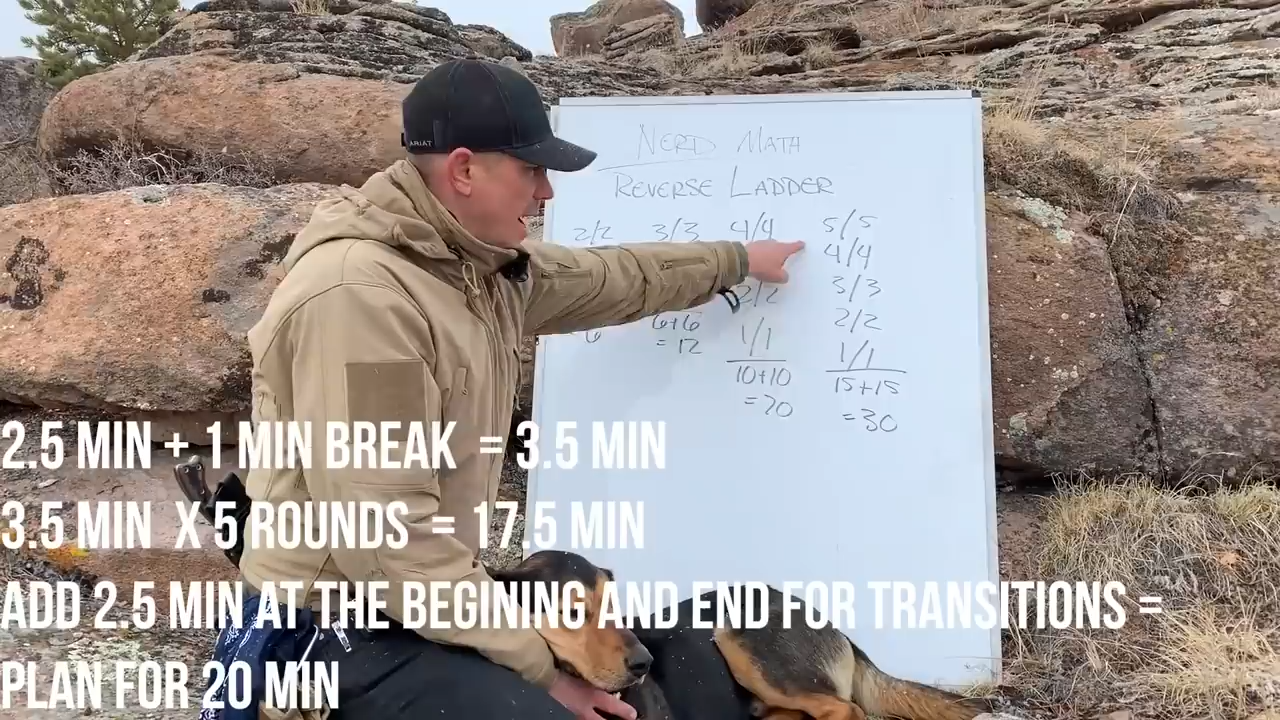 ARIAT
NERD MATH
REVERSE LADDER
2/2 3/3 4/4 5/5
4/4
2/2 3/3
2/2
6 6+6 1/1
= 12 1/1
10+10 15+15
= 20 = 30
2.5 MIN + 1 MIN BREAK = 3.5 MIN
3.5 MIN X 5 ROUNDS = 17.5 MIN
ADD 2.5 MIN AT THE BEGINING AND END FOR TRANSITIONS =
PLAN FOR 20 MIN